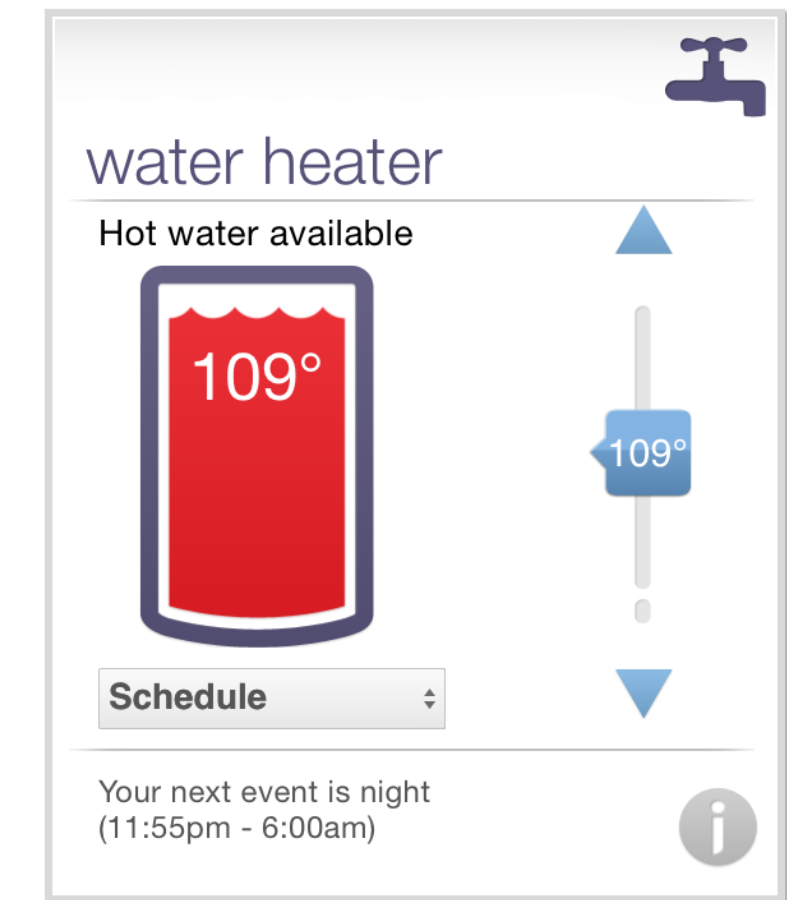 water heater
Hot water available
109°
109°
Schedule
Your next event is night
(11:55pm - 6:00am)
i